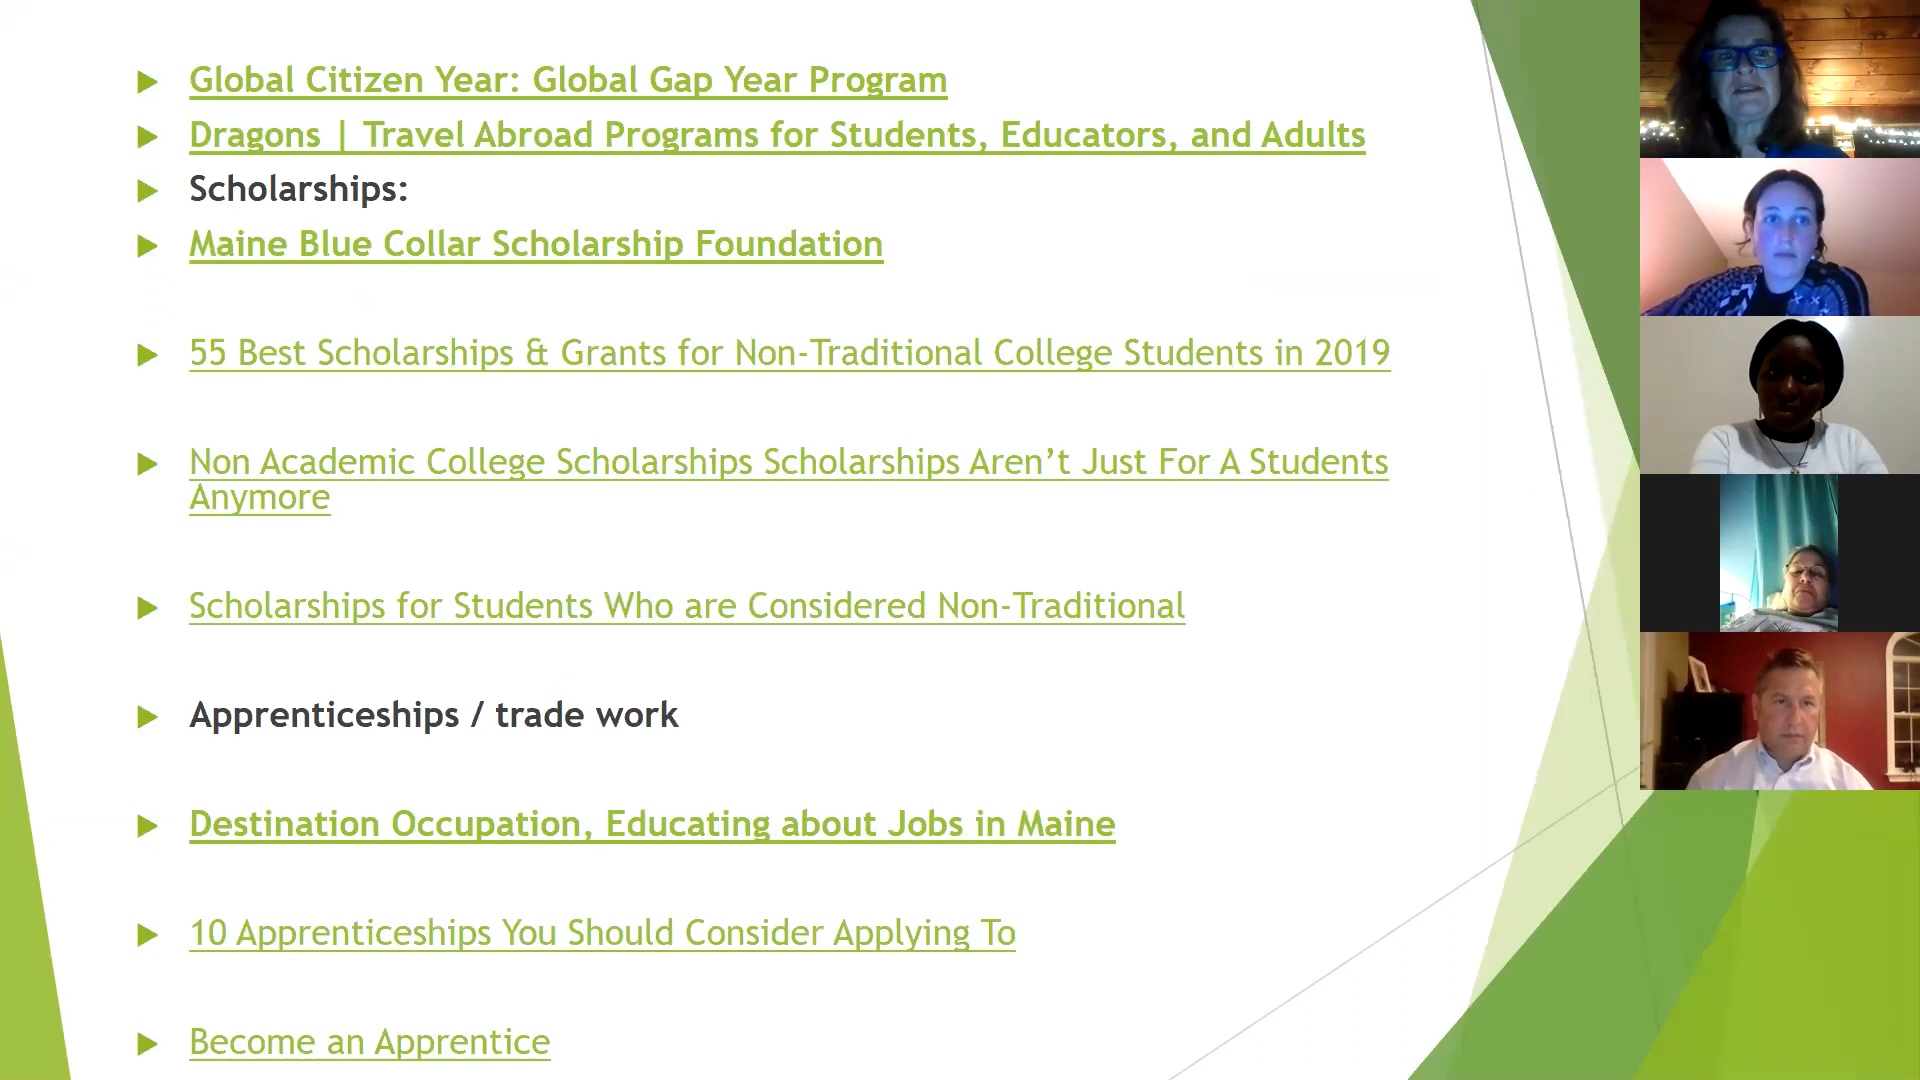 Global Citizen Year: Global Gap Year Program
Dragons | Travel Abroad Programs for Students, Educators, and Adults
Scholarships:
Maine Blue Collar Scholarship Foundation
55 Best Scholarships & Grants for Non-Traditional College Students in 2019
Non Academic College Scholarships Scholarships Aren’t Just For A Students
Anymore
Scholarships for Students Who are Considered Non-Traditional
Apprenticeships / trade work
Destination Occupation, Educating about Jobs in Maine
10 Apprenticeships You Should Consider Applying To
Become an Apprentice